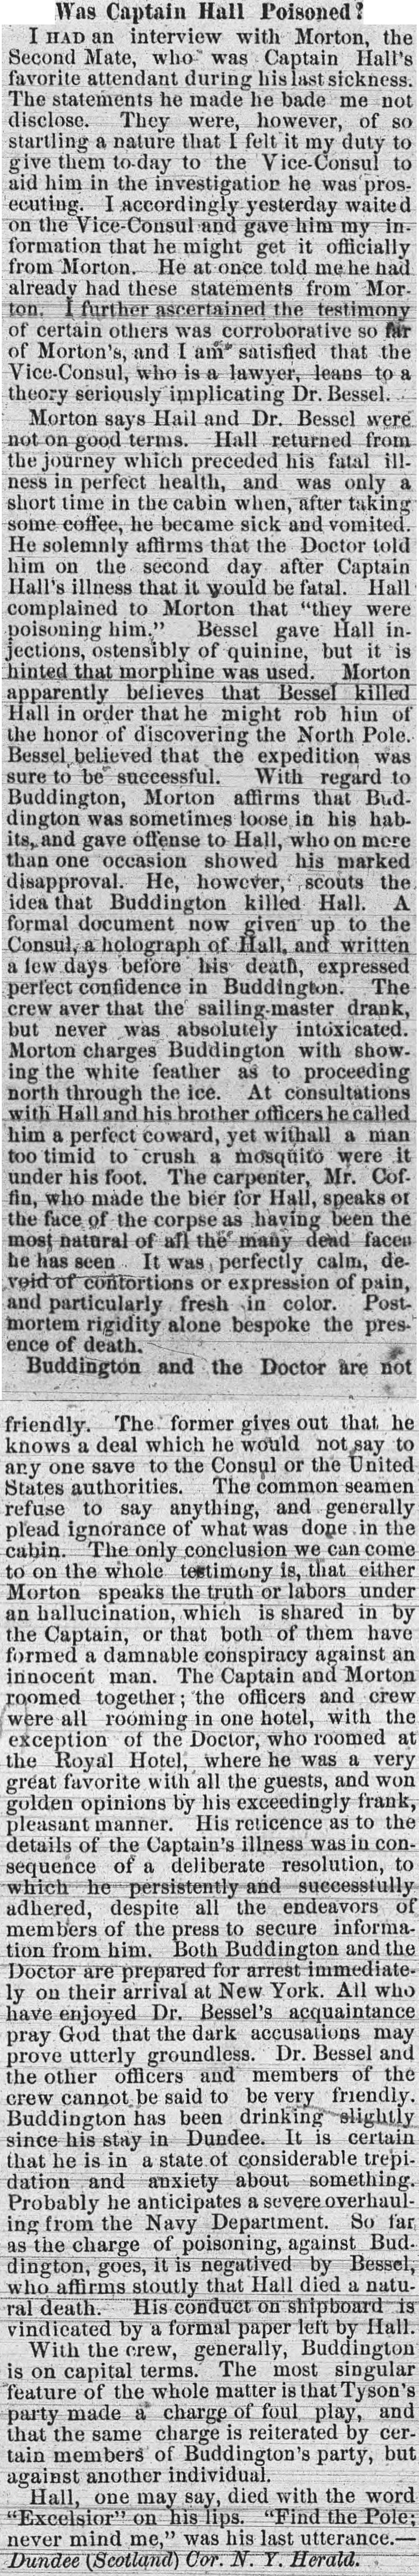 Was Captain Hall Poisoned?
I HAD an interview with Morton, the
Second Mate, who was Captain Hall's
favorite attendant during his last sickness.
The statements he made he bade me not
disclose. They were, however, of so
startling a nature that I felt it my duty to
give them to-day to the Vice-Consul to
aid him in the investigation he was pros-
ecuting. I accordingly yesterday waited
on the Vice-Consul and gave him my in-
formation that he might get it officially
from Morton. He at once told me he had
already had these statements from Mor-
ton. I further ascertained the testimony
of certain others was corroborative so far
of Morton's, and I am satisfied that the
Vice-Consul, who is a lawyer, leans to a
theory seriously implicating Dr. Bessel.
Morton says Hall and Dr. Bessel were
not on good terms. Hall returned from
the journey which preceded his fatal ill-
ness in perfect health, and was only a
short time in the cabin when, after taking
some coffee, he became sick and vomited.
He solemnly affirms that the Doctor told
him on the second day after Captain
Hall's illness that it would be fatal. Hall
complained to Morton that "they were
poisoning him." Bessel gave Hall in-
jections, ostensibly of quinine, but it is
hinted that morphine was used. Morton
apparently believes that Bessel killed
Hall in order that he might rob him of
the honor of discovering the North Pole.
Bessel believed that the expedition was
sure to be successful. With regard to
Buddington, Morton affirms that Bud-
dington was sometimes loose in his hab-
its, and gave offense to Hall, who on more
than one occasion showed his marked
disapproval. He, however, scouts the
idea that Buddington killed Hall. A
formal document now given up to the
Consul, a holograph of Hall, and written
a few days before his death, expressed
perfect confidence in Buddington. The
crew aver that the sailing-master drank,
but never was absolutely intoxicated.
Morton charges Buddington with show-
ing the white feather as to proceeding
north through the ice. At consultations
with Hall and his brother officers he called
him a perfect coward, yet withall a man
too timid to crush a mosquito were it
under his foot. The carpenter, Mr. Cof-
fin, who made the bier for Hall, speaks of
the face of the corpse as having been the
most natural of all the many dead faces
he has seen. It was perfectly calm, de-
void of contortions or expression of pain,
and particularly fresh in color. Post-
mortem rigidity alone bespoke the pres-
ence of death.
Buddington and the Doctor are not
friendly. The former gives out that he
knows a deal which he would not say to
any one save to the Consul or the United
States authorities. The common seamen
refuse to say anything, and generally
plead ignorance of what was done in the
cabin. The only conclusion we can come
to on the whole testimony is, that either
Morton speaks the truth or labors under
an hallucination, which is shared in by
the Captain, or that both of them have
formed a damnable conspiracy against an
innocent man. The Captain and Morton
roomed together; the officers and crew
were all rooming in one hotel, with the
exception of the Doctor, who roomed at
the Royal Hotel, where he was a very
great favorite with all the guests, and won
golden opinions by his exceedingly frank,
pleasant manner. His reticence as to the
details of the Captain's illness was in con-
sequence of a deliberate resolution, to
which he persistently and successfully
adhered, despite all the endeavors of
members of the press to secure informa-
tion from him. Both Buddington and the
Doctor are prepared for arrest immediate-
ly on their arrival at New York. All who
have enjoyed Dr. Bessel's acquaintance
pray God that the dark accusations may
prove utterly groundless. Dr. Bessel and
the other officers and members of the
crew cannot be said to be very friendly.
Buddington has been drinking slightly
since his stay in Dundee. It is certain
that he is in a state of considerable trepi-
dation and anxiety about something.
Probably he anticipates a severe overhaul-
ing from the Navy Department. So far
as the charge of poisoning, against Bud-
dington, goes, it is negatived by Bessel,
who affirms stoutly that Hall died a natu-
ral death. His conduct on shipboard is
vindicated by a formal paper left by Hall.
With the crew, generally, Buddington
is on capital terms. The most singular
feature of the whole matter is that Tyson's
party made a charge of foul play, and
that the same charge is reiterated by cer-
tain members of Buddington's party, but
against another individual.
Hall, one may say, died with the word
"Excelsior" on his lips. "Find the Pole;
never mind me," was his last utterance.—
Dundee (Scotland) Cor. N. Y. Herald.